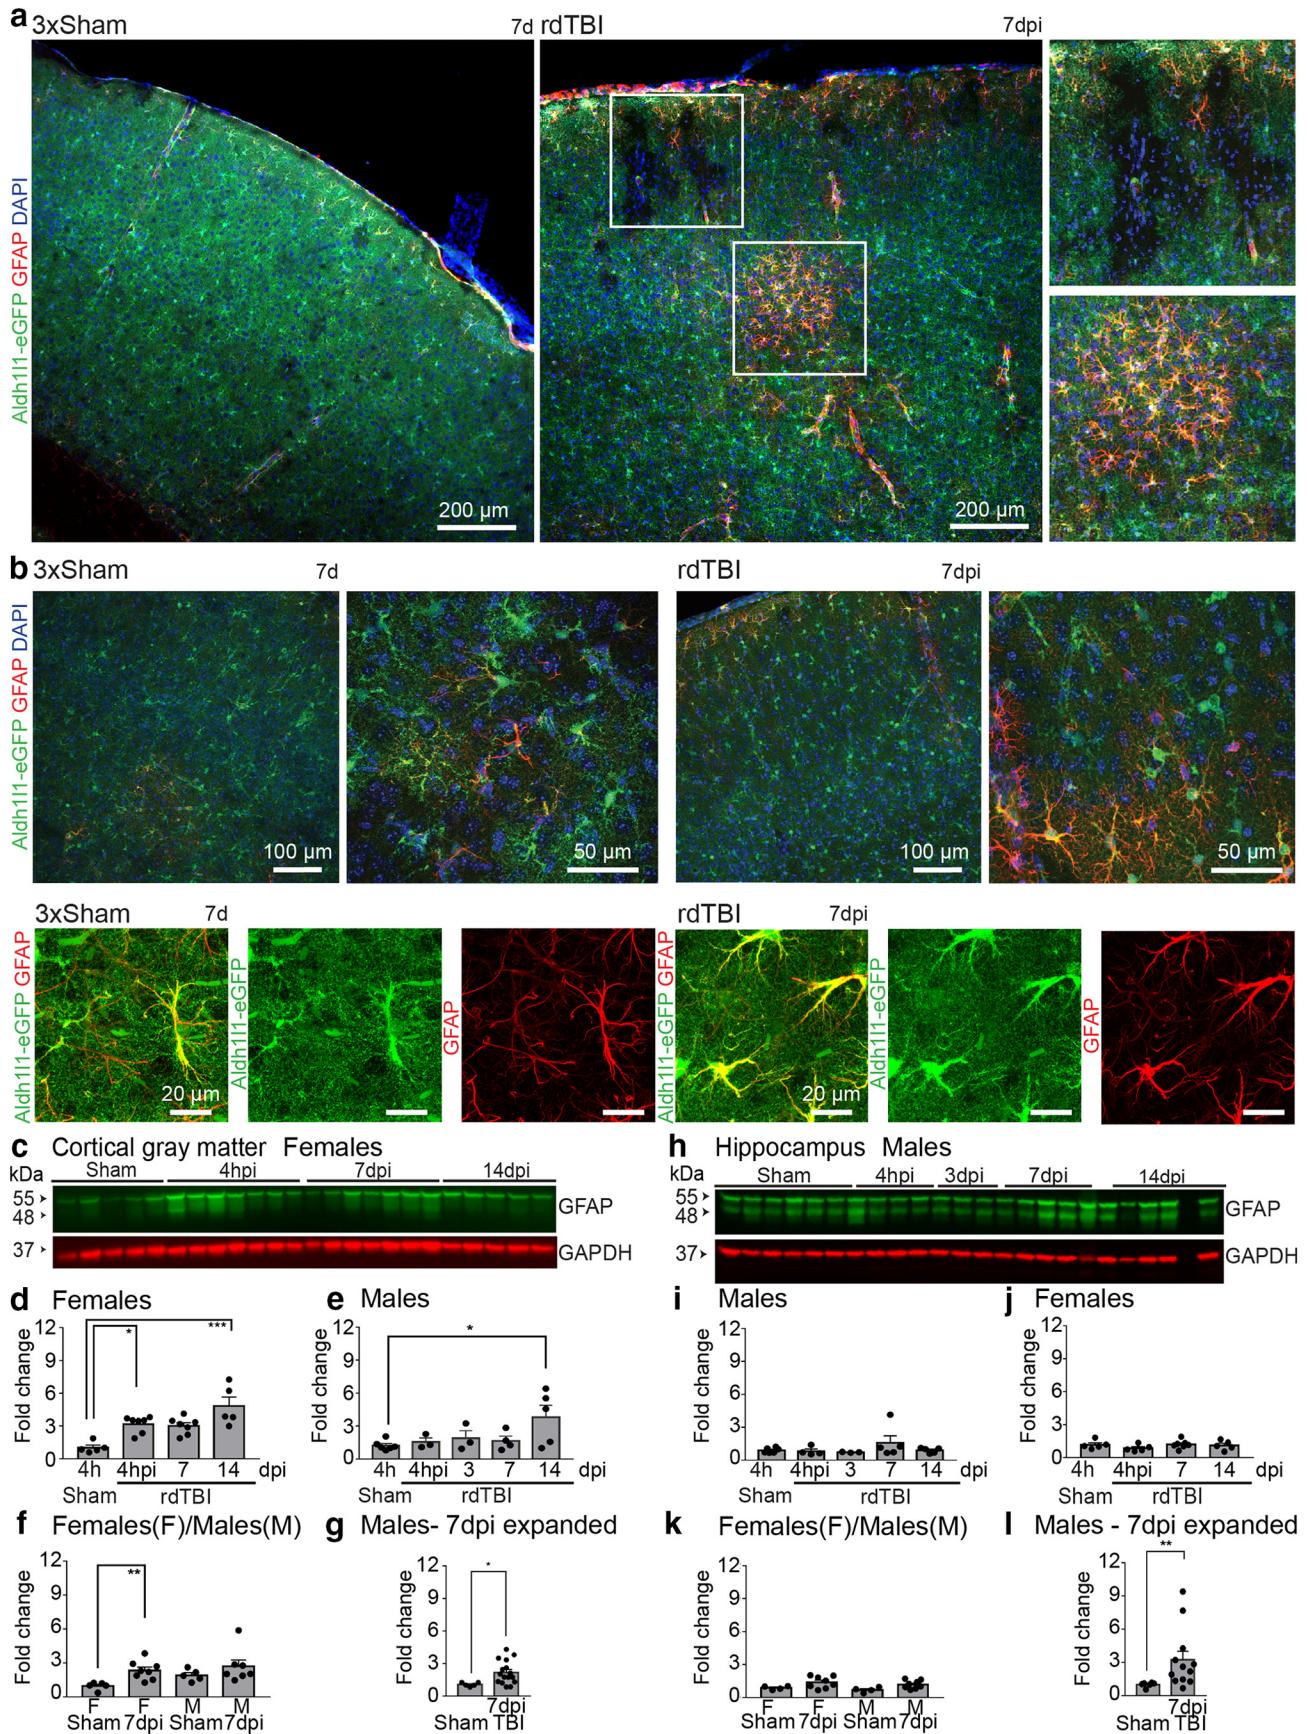 a 3xSham 7d rdTBI 7dpi
Aldh1l1-eGFP GFAP DAPI
200 µm 200 µm
b 3xSham 7d rdTBI 7dpi
Aldh1l1-eGFP GFAP DAPI
100 µm 50 µm 100 µm 50 µm
3xSham 7d rdTBI 7dpi
Aldh1l1-eGFP GFAP Aldh1l1-eGFP GFAP Aldh1l1-eGFP GFAP Aldh1l1-eGFP GFAP
20 µm 20 µm
c Cortical gray matter Females
kDa Sham 4hpi 7dpi 14dpi
55
48
GFAP
37 GAPDH
h Hippocampus Males
kDa Sham 4hpi 3dpi 7dpi 14dpi
55
48
GFAP
37 GAPDH
d Females
*
***
Fold change
12
9
6
3
0
4h 4hpi 7 14 dpi
Sham rdTBI
e Males
*
Fold change
12
9
6
3
0
4h 4hpi 3 7 14 dpi
Sham rdTBI
i Males
Fold change
12
9
6
3
0
4h 4hpi 3 7 14 dpi
Sham rdTBI
j Females
Fold change
12
9
6
3
0
4h 4hpi 7 14 dpi
Sham rdTBI
f Females(F)/Males(M)
**
Fold change
12
9
6
3
0
F F M M
Sham 7dpi Sham 7dpi
g Males- 7dpi expanded
*
Fold change
12
9
6
3
0
7dpi
Sham TBI
k Females(F)/Males(M)
Fold change
12
9
6
3
0
F F M M
Sham 7dpi Sham 7dpi
l Males - 7dpi expanded
**
Fold change
12
9
6
3
0
7dpi
Sham TBI